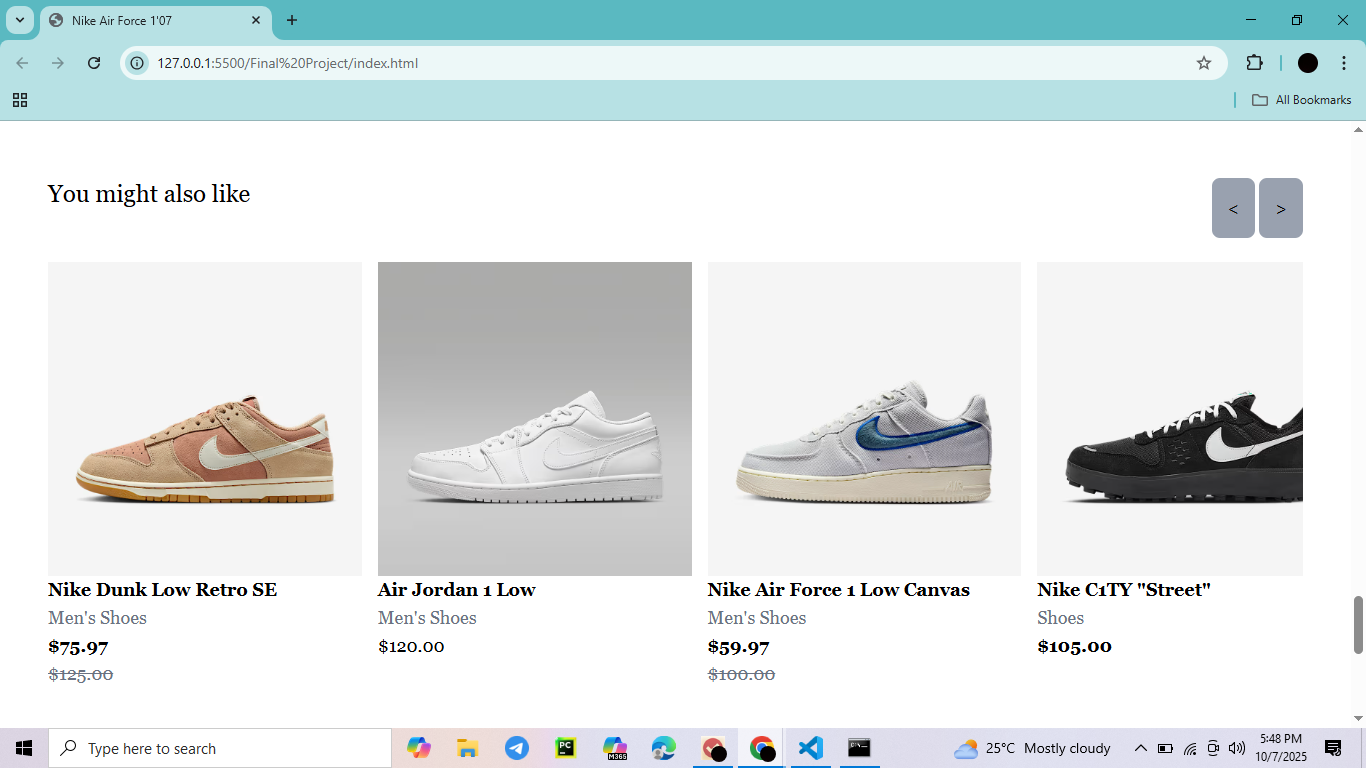 Nike Air Force 1'07
127.0.0.1:5500/Final%20Project/index.html
All Bookmarks
You might also like
< >
Nike Dunk Low Retro SE
Men's Shoes
$75.97
$125.00
Air Jordan 1 Low
Men's Shoes
$120.00
Nike Air Force 1 Low Canvas
Men's Shoes
$59.97
$100.00
Nike C1TY "Street"
Shoes
$105.00
Type here to search
PC
M365
25°C Mostly cloudy
5:48 PM
10/7/2025